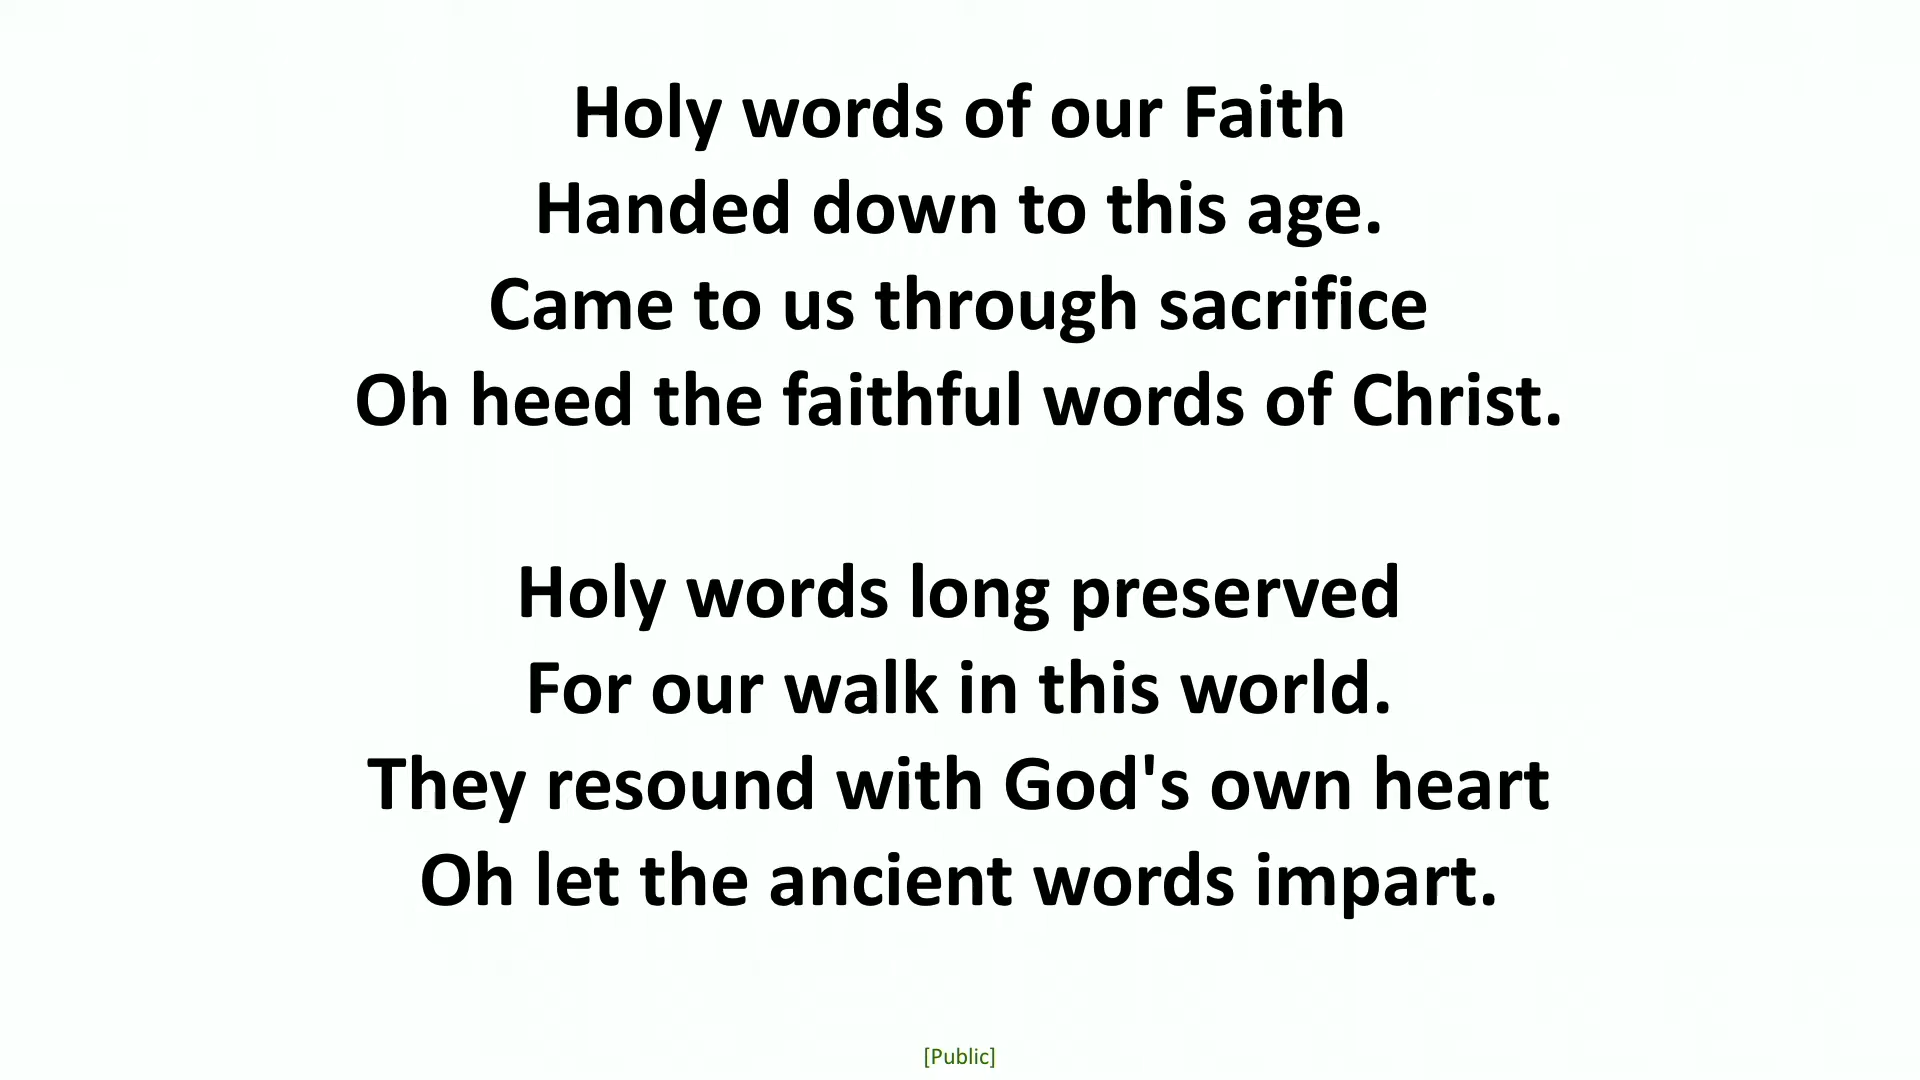 Holy words of our Faith
Handed down to this age.
Came to us through sacrifice
Oh heed the faithful words of Christ.
Holy words long preserved
For our walk in this world.
They resound with God's own heart
Oh let the ancient words impart.
[Public]